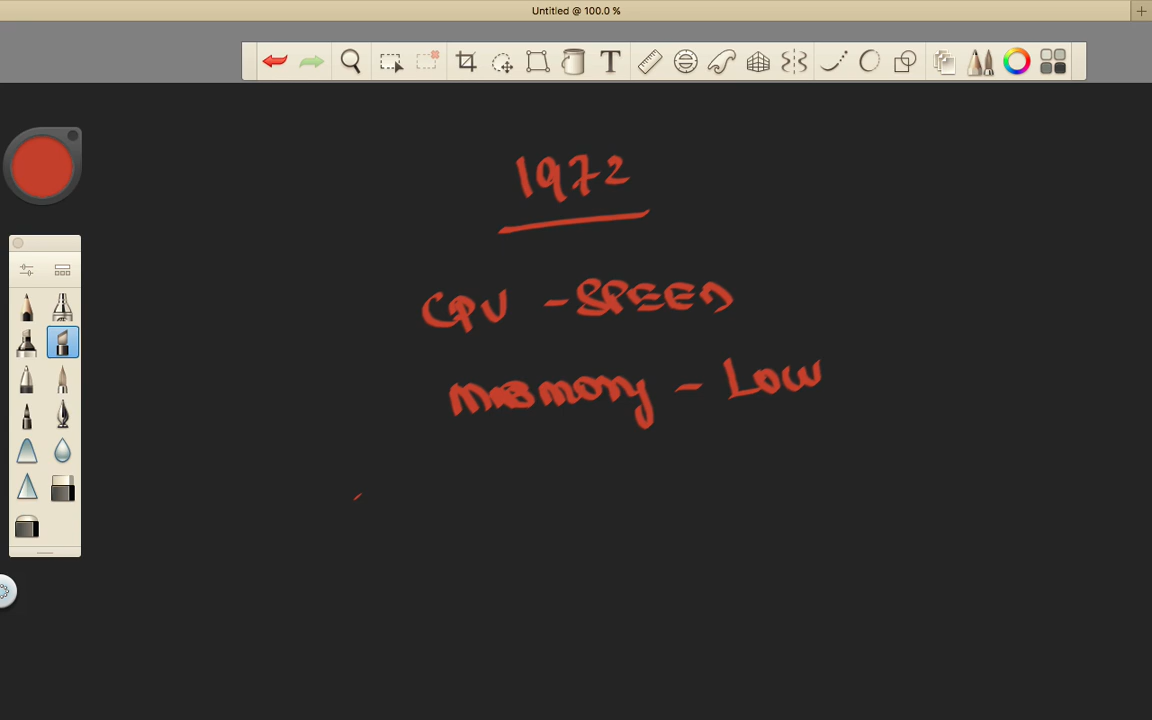 Untitled @ 100.0 %
T
1972
CPU - SPEED
Memory - Low